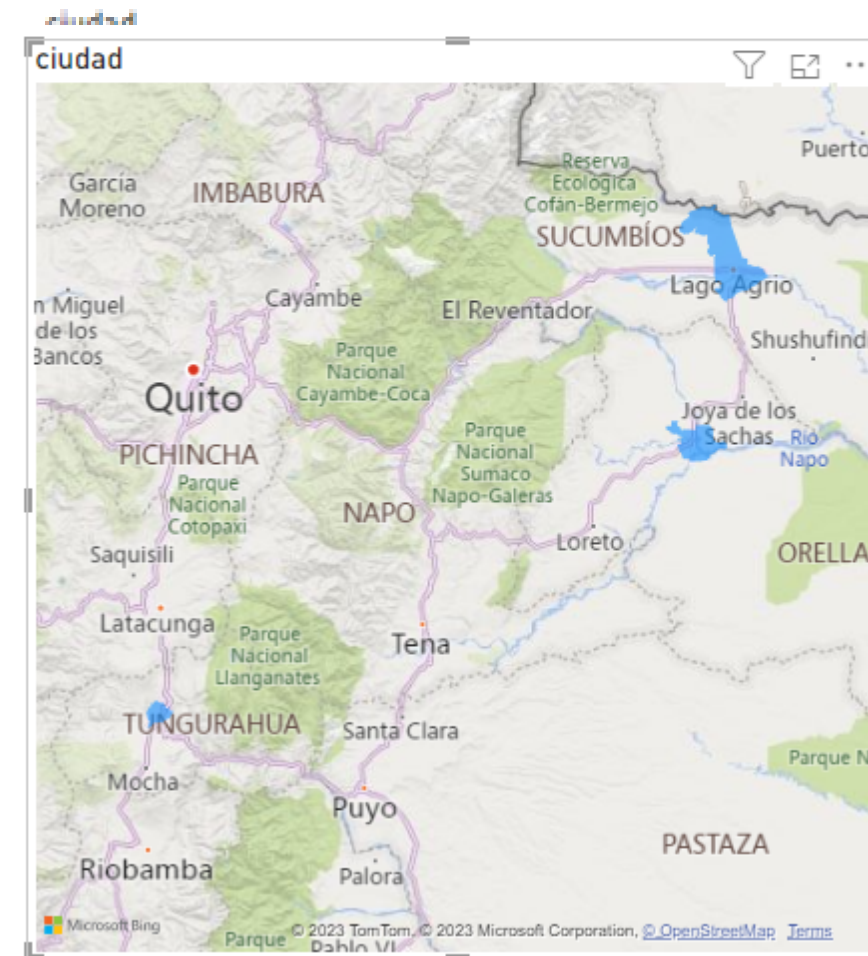 ciudad
ciudad
Puerto
Reserva
Ecológica
Cofán-Bermejo
García
Moreno
IMBABURA
SUCUMBÍOS
Lago Agrio
n Miguel
de los
Bancos
Cayambe
El Reventador
Shushufind
Parque
Nacional
Cayambe-Coca
Quito
Joya de los
Sachas
Río
Napo
Parque
Nacional
Sumaco
Napo-Galeras
PICHINCHA
Parque
Nacional
Cotopaxi
NAPO
Loreto
ORELLA
Saquisilí
Latacunga
Parque
Nacional
Llanganates
Tena
TUNGURAHUA
Santa Clara
Parque N
Mocha
Puyo
PASTAZA
Riobamba
Palora
Microsoft Bing
© 2023 TomTom, © 2023 Microsoft Corporation, © OpenStreetMap Terms
Parque
Pablo VI